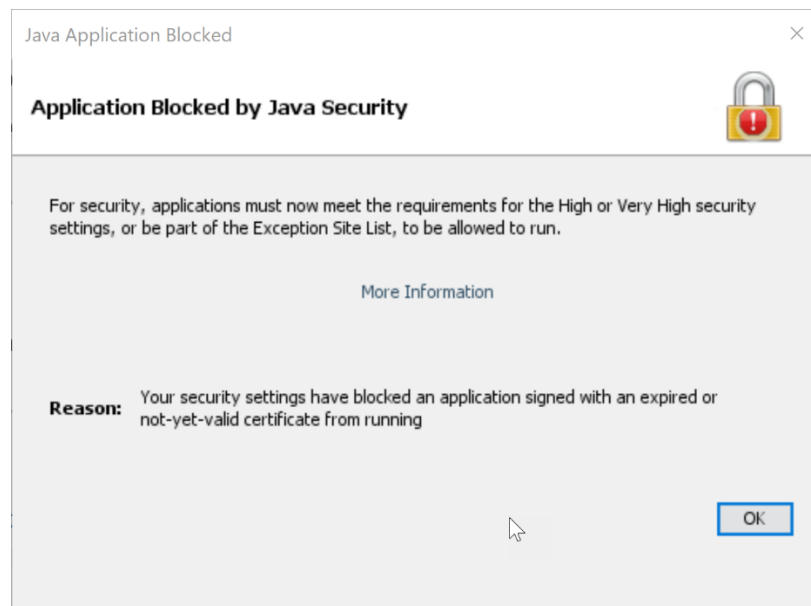 Java Application Blocked
Application Blocked by Java Security
For security, applications must now meet the requirements for the High or Very High security
settings, or be part of the Exception Site List, to be allowed to run.
More Information
Reason:
Your security settings have blocked an application signed with an expired or
not-yet-valid certificate from running
OK